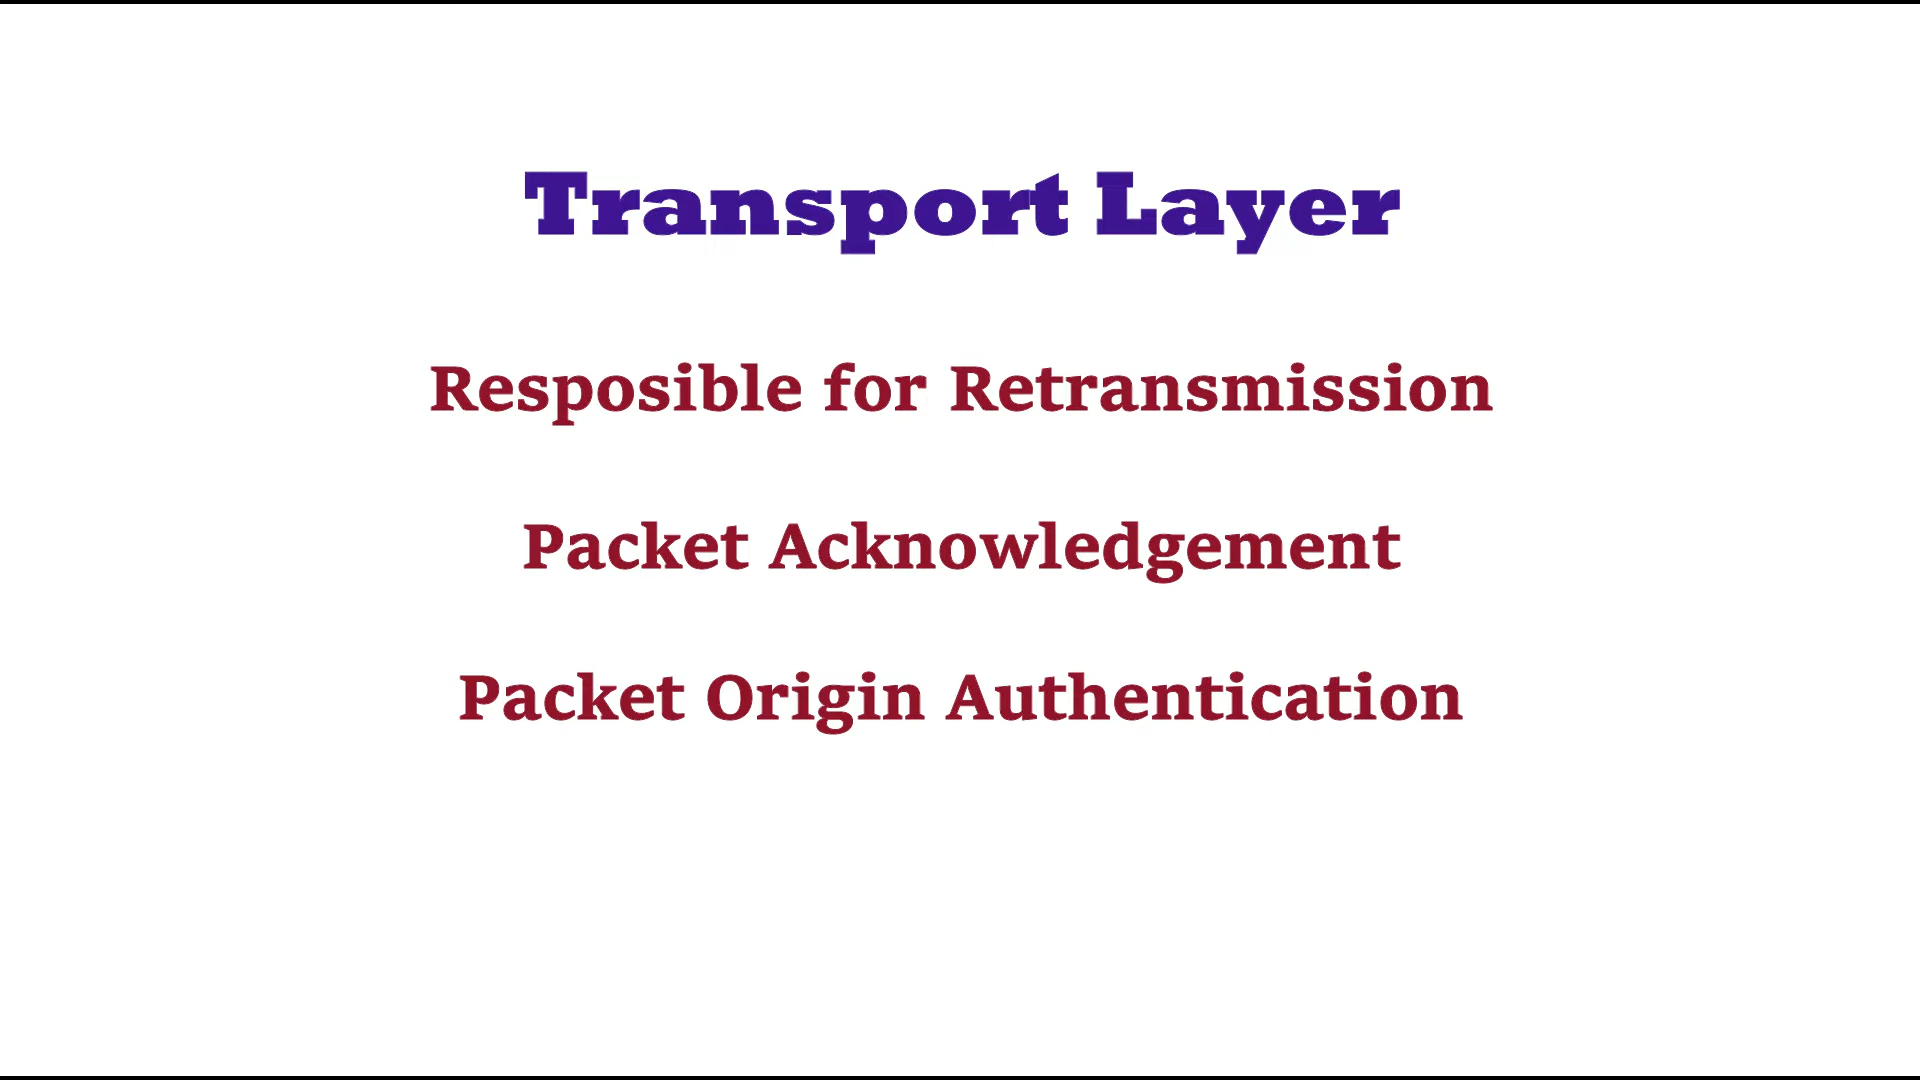 Transport Layer
Resposible for Retransmission
Packet Acknowledgement
Packet Origin Authentication